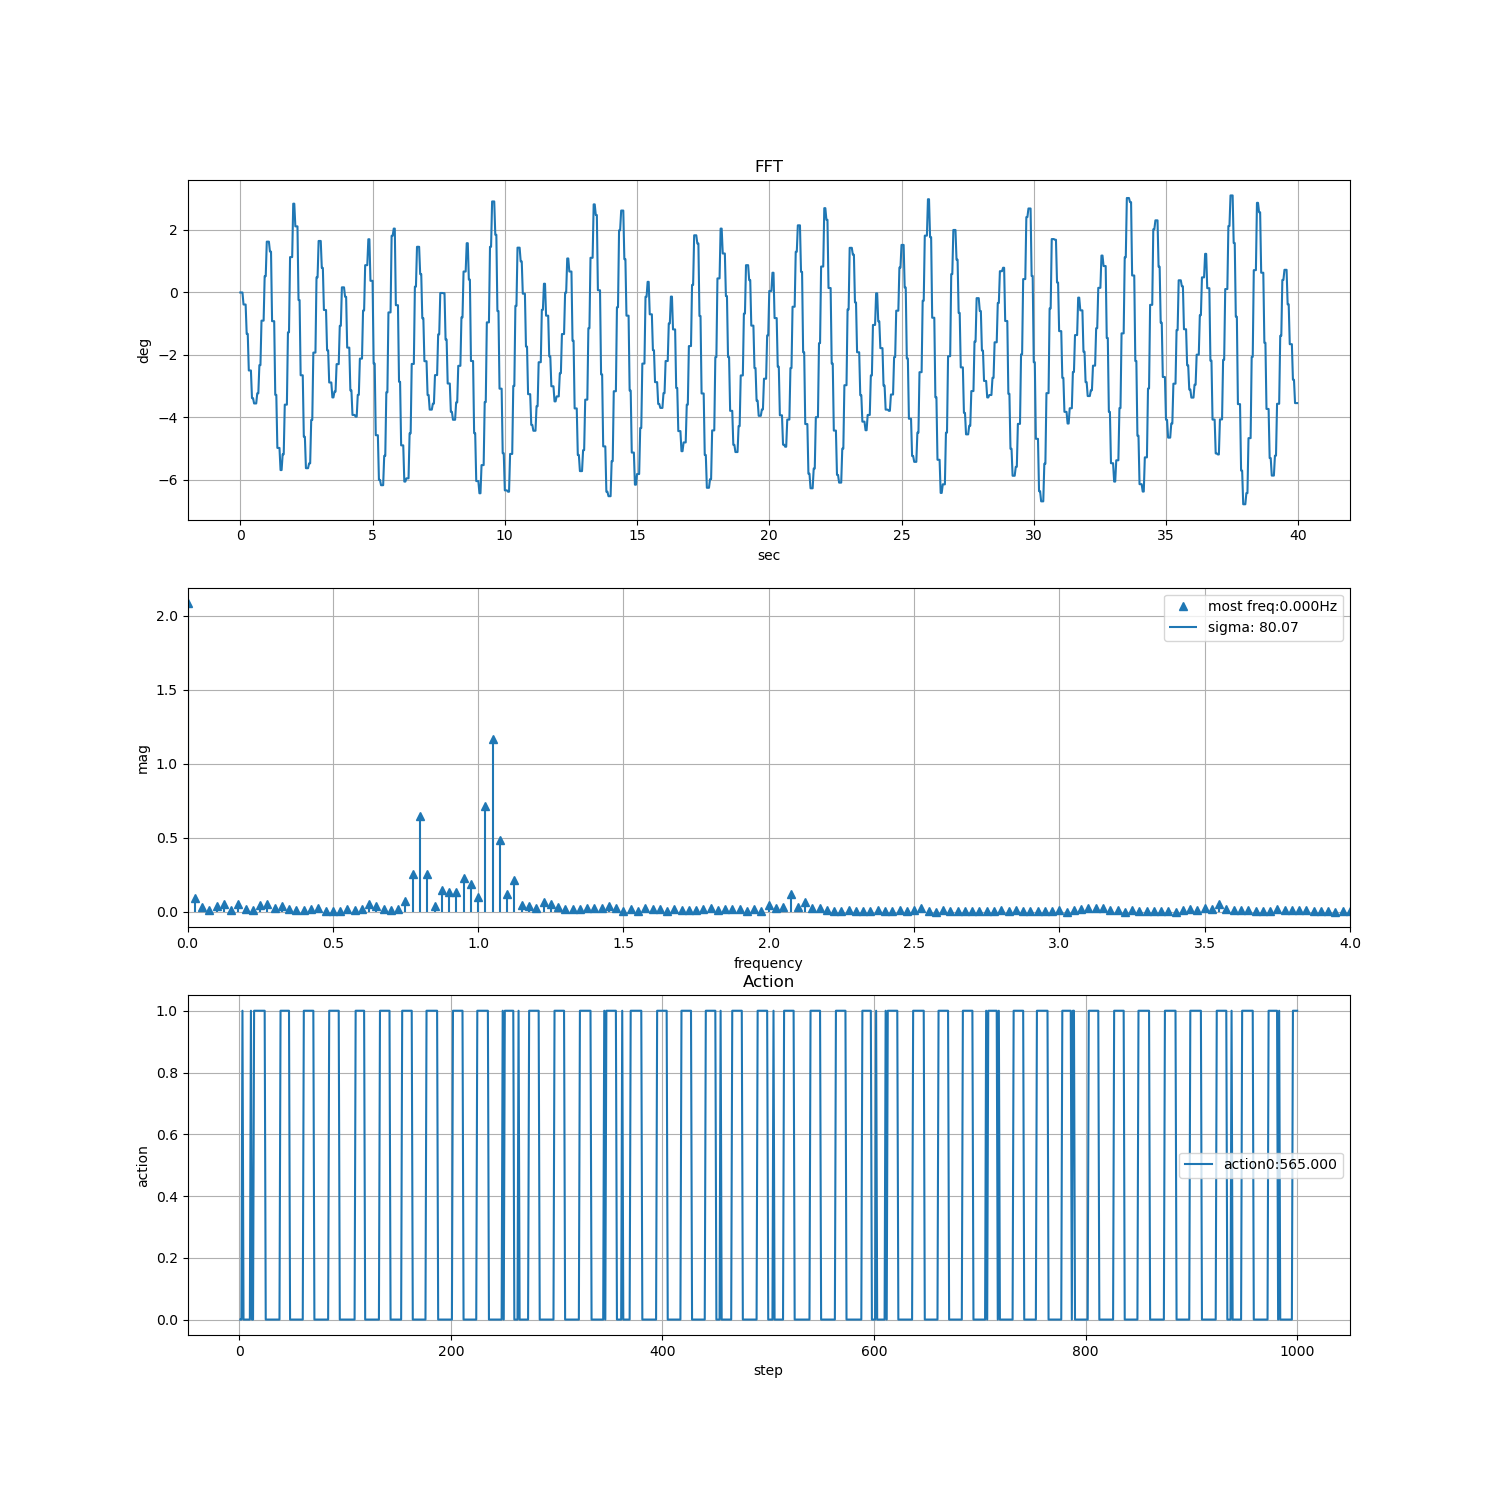 FFT
2
0
−2
−4
−6
deg
0 5 10 15 20 25 30 35 40
sec
2.0
1.5
1.0
0.5
0.0
mag
most freq:0.000Hz
sigma: 80.07
0.0 0.5 1.0 1.5 2.0 2.5 3.0 3.5 4.0
frequency
Action
1.0
0.8
0.6
0.4
0.2
0.0
action
action0:565.000
0 200 400 600 800 1000
step